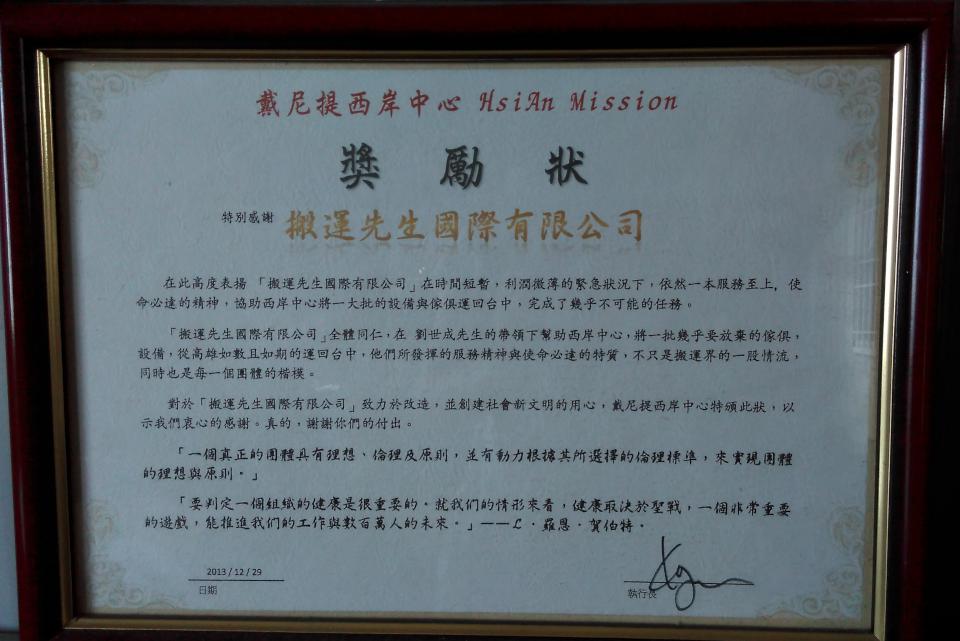 戴尼提西岸中心 HsiAn Mission
獎勵狀
特別感謝 搬運先生國際有限公司
在此高度表揚「搬運先生國際有限公司」在時間短暫，利潤微薄的緊急狀況下，依然一本服務至上，使
命必達的精神，協助西岸中心將一大批的設備與傢俱運回台中，完成了幾乎不可能的任務。
「搬運先生國際有限公司」全體同仁，在 劉世成先生的帶領下幫助西岸中心，將一批幾乎要放棄的傢俱，
設備，從高雄如數且如期的運回台中，他們所發揮的服務精神與使命必達的特質，不只是搬運界的一股情流，
同時也是每一個團體的楷模。
對於「搬運先生國際有限公司」致力於改造，並創建社會新文明的用心，戴尼提西岸中心特頒此狀，以
示我們衷心的感謝。真的，謝謝你們的付出。
「一個真正的團體具有理想、倫理及原則，並有動力根據其所選擇的倫理標準，來實現團體
的理想與原則。」
「要判定一個組織的健康是很重要的。就我們的情形來看，健康取決於聖戰，一個非常重要
的遊戲，能推進我們的工作與數百萬人的未來。」——L．羅恩．賀伯特．
2013/12/29
日期
執行長